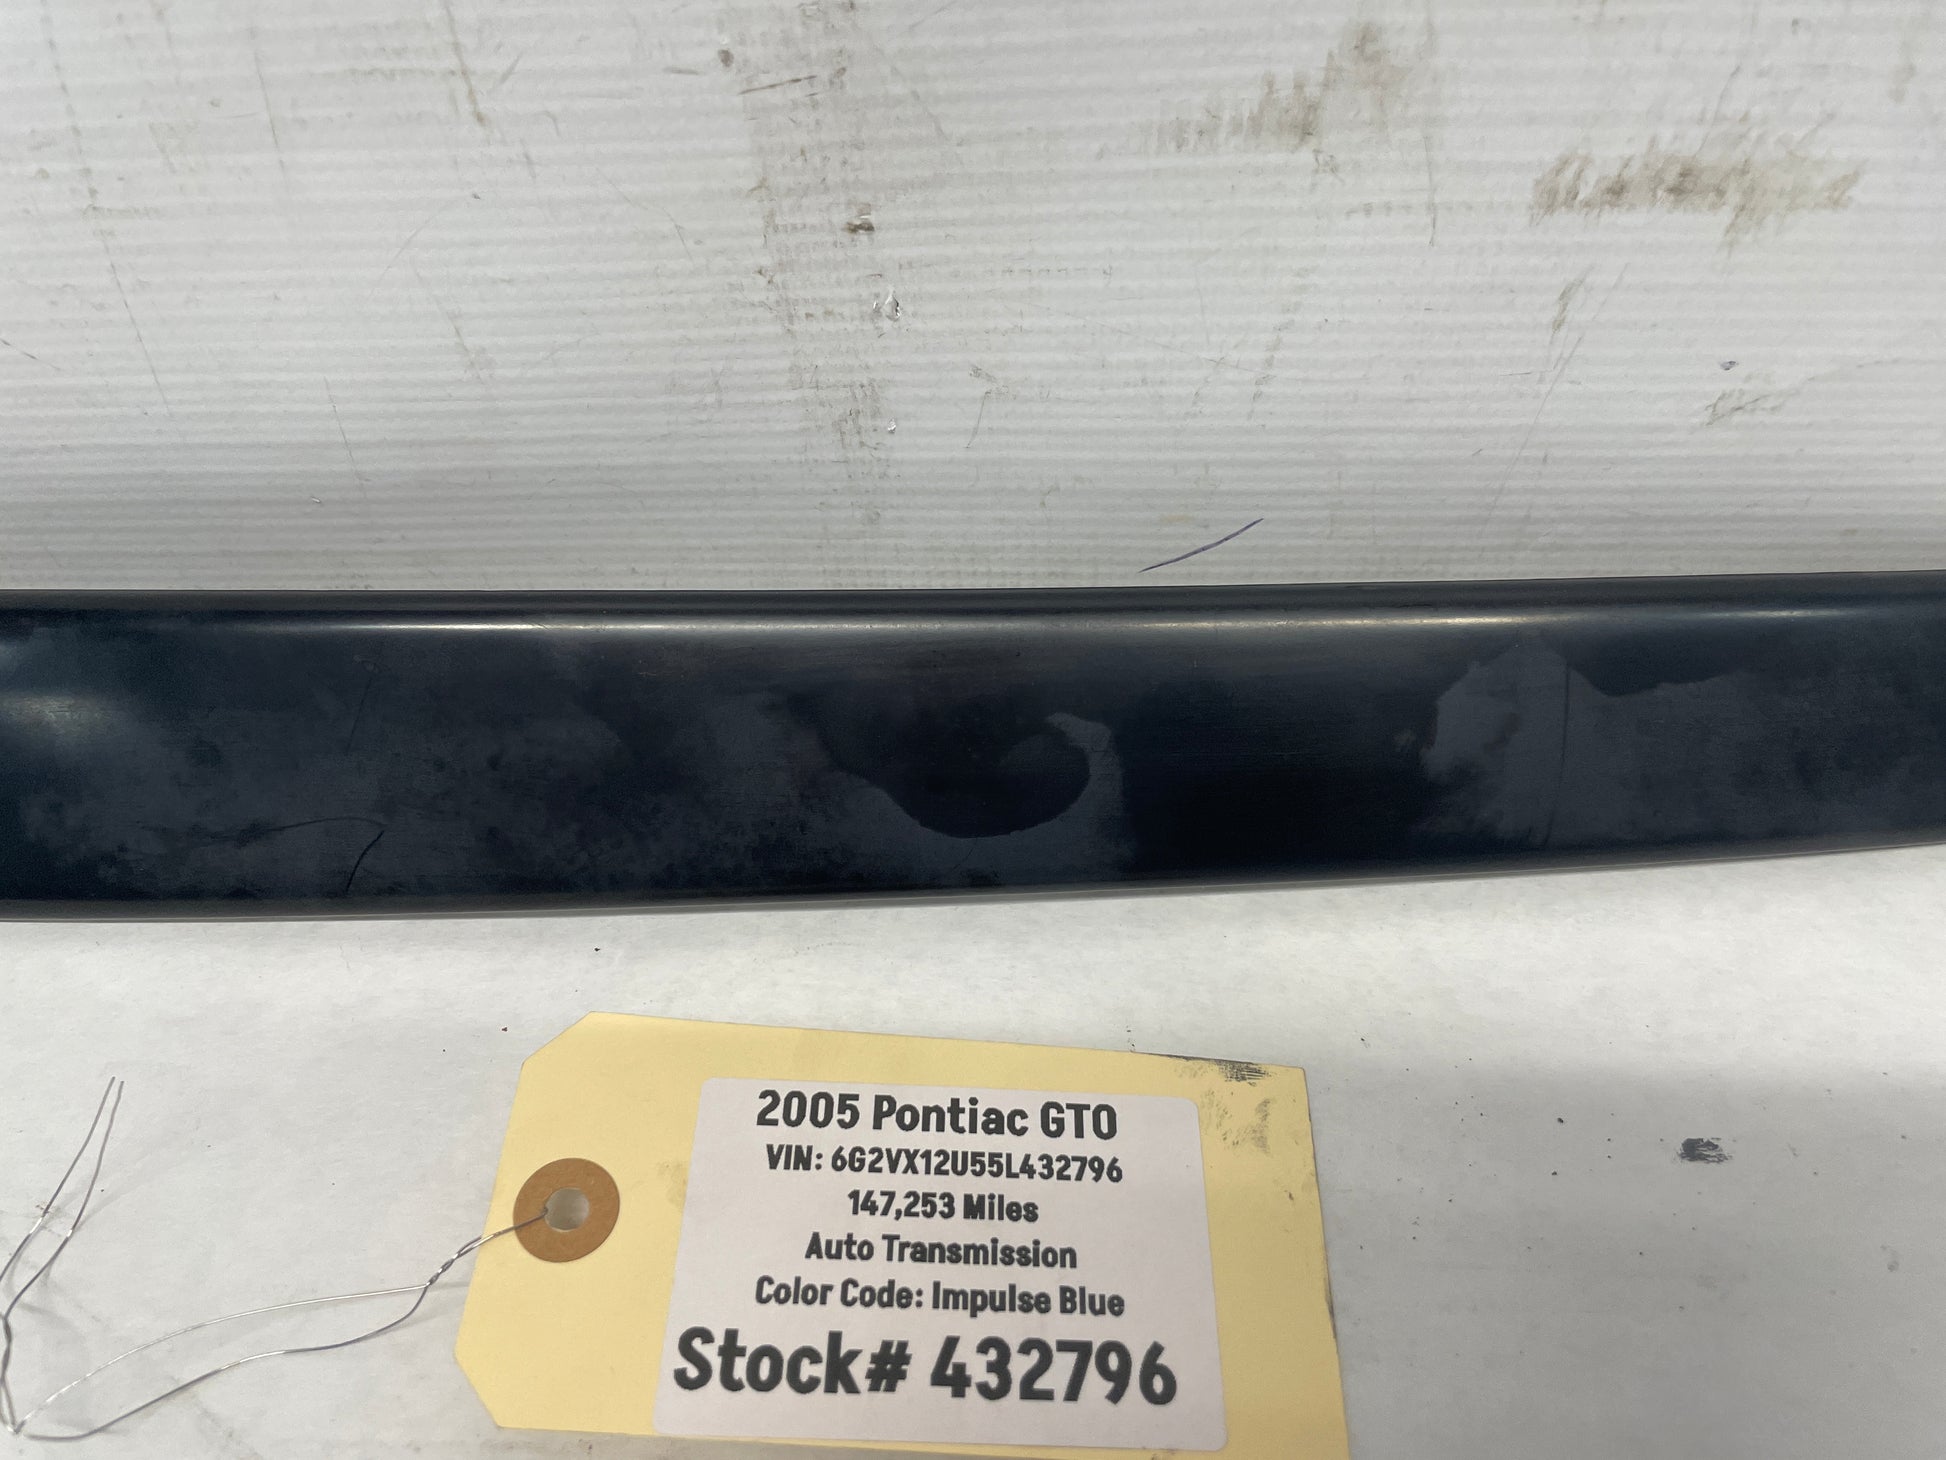 2005 Pontiac GTO
VIN: 6G2VX12U55L432796
147,253 Miles
Auto Transmission
Color Code: Impulse Blue
Stock# 432796